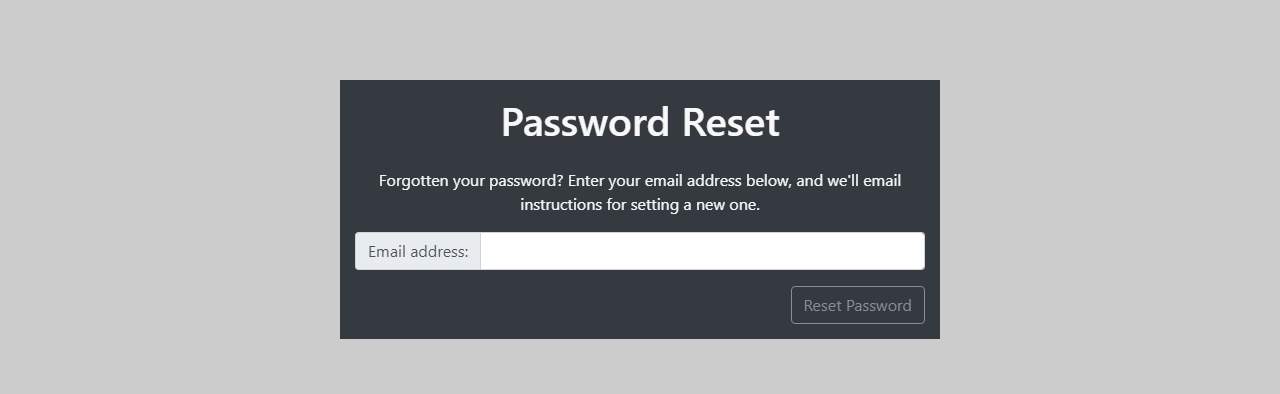 Password Reset
Forgotten your password? Enter your email address below, and we'll email
instructions for setting a new one.
Email address:
Reset Password